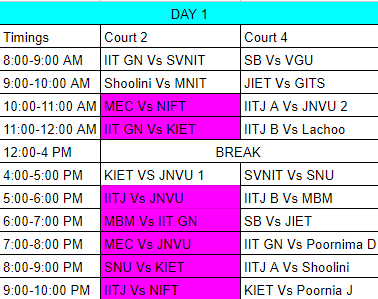 DAY 1
Timings Court 2 Court 4
8:00-9:00 AM IIT GN Vs SVNIT SB Vs VGU
9:00-10:00 AM Shoolini Vs MNIT JIET Vs GITS
10:00-11:00 AM MEC Vs NIFT IITJ A Vs JNVU 2
11:00-12:00 AM IIT GN Vs KIET IITJ B Vs Lachoo
12:00-4 PM BREAK
4:00-5:00 PM KIET VS JNVU 1 SVNIT Vs SNU
5:00-6:00 PM IITJ Vs JNVU IITJ B Vs MBM
6:00-7:00 PM MBM Vs IIT GN SB Vs JIET
7:00-8:00 PM MEC Vs JNVU IIT GN Vs Poornima D
8:00-9:00 PM SNU Vs KIET IITJ A Vs Shoolini
9:00-10:00 PM IITJ Vs NIFT KIET Vs Poornia J